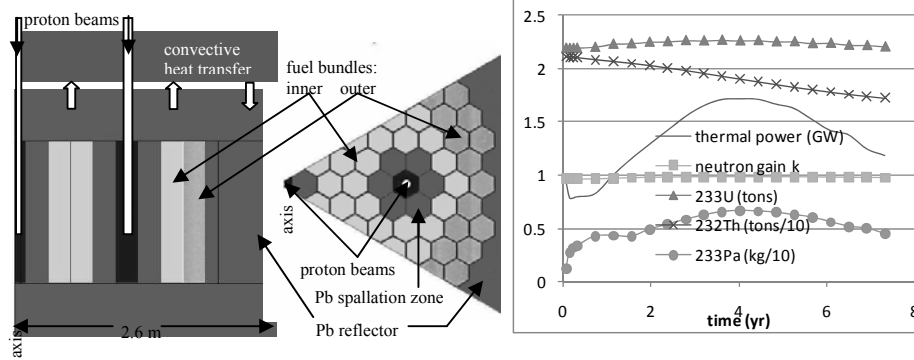 proton beams
convective
heat transfer
fuel bundles:
inner outer
axis
proton beams
Pb spallation zone
Pb reflector
2.6 m
axis
2.5
2
1.5
1
0.5
0
thermal power (GW)
neutron gain k
233U (tons)
232Th (tons/10)
233Pa (kg/10)
0 2 4 6 8
time (yr)